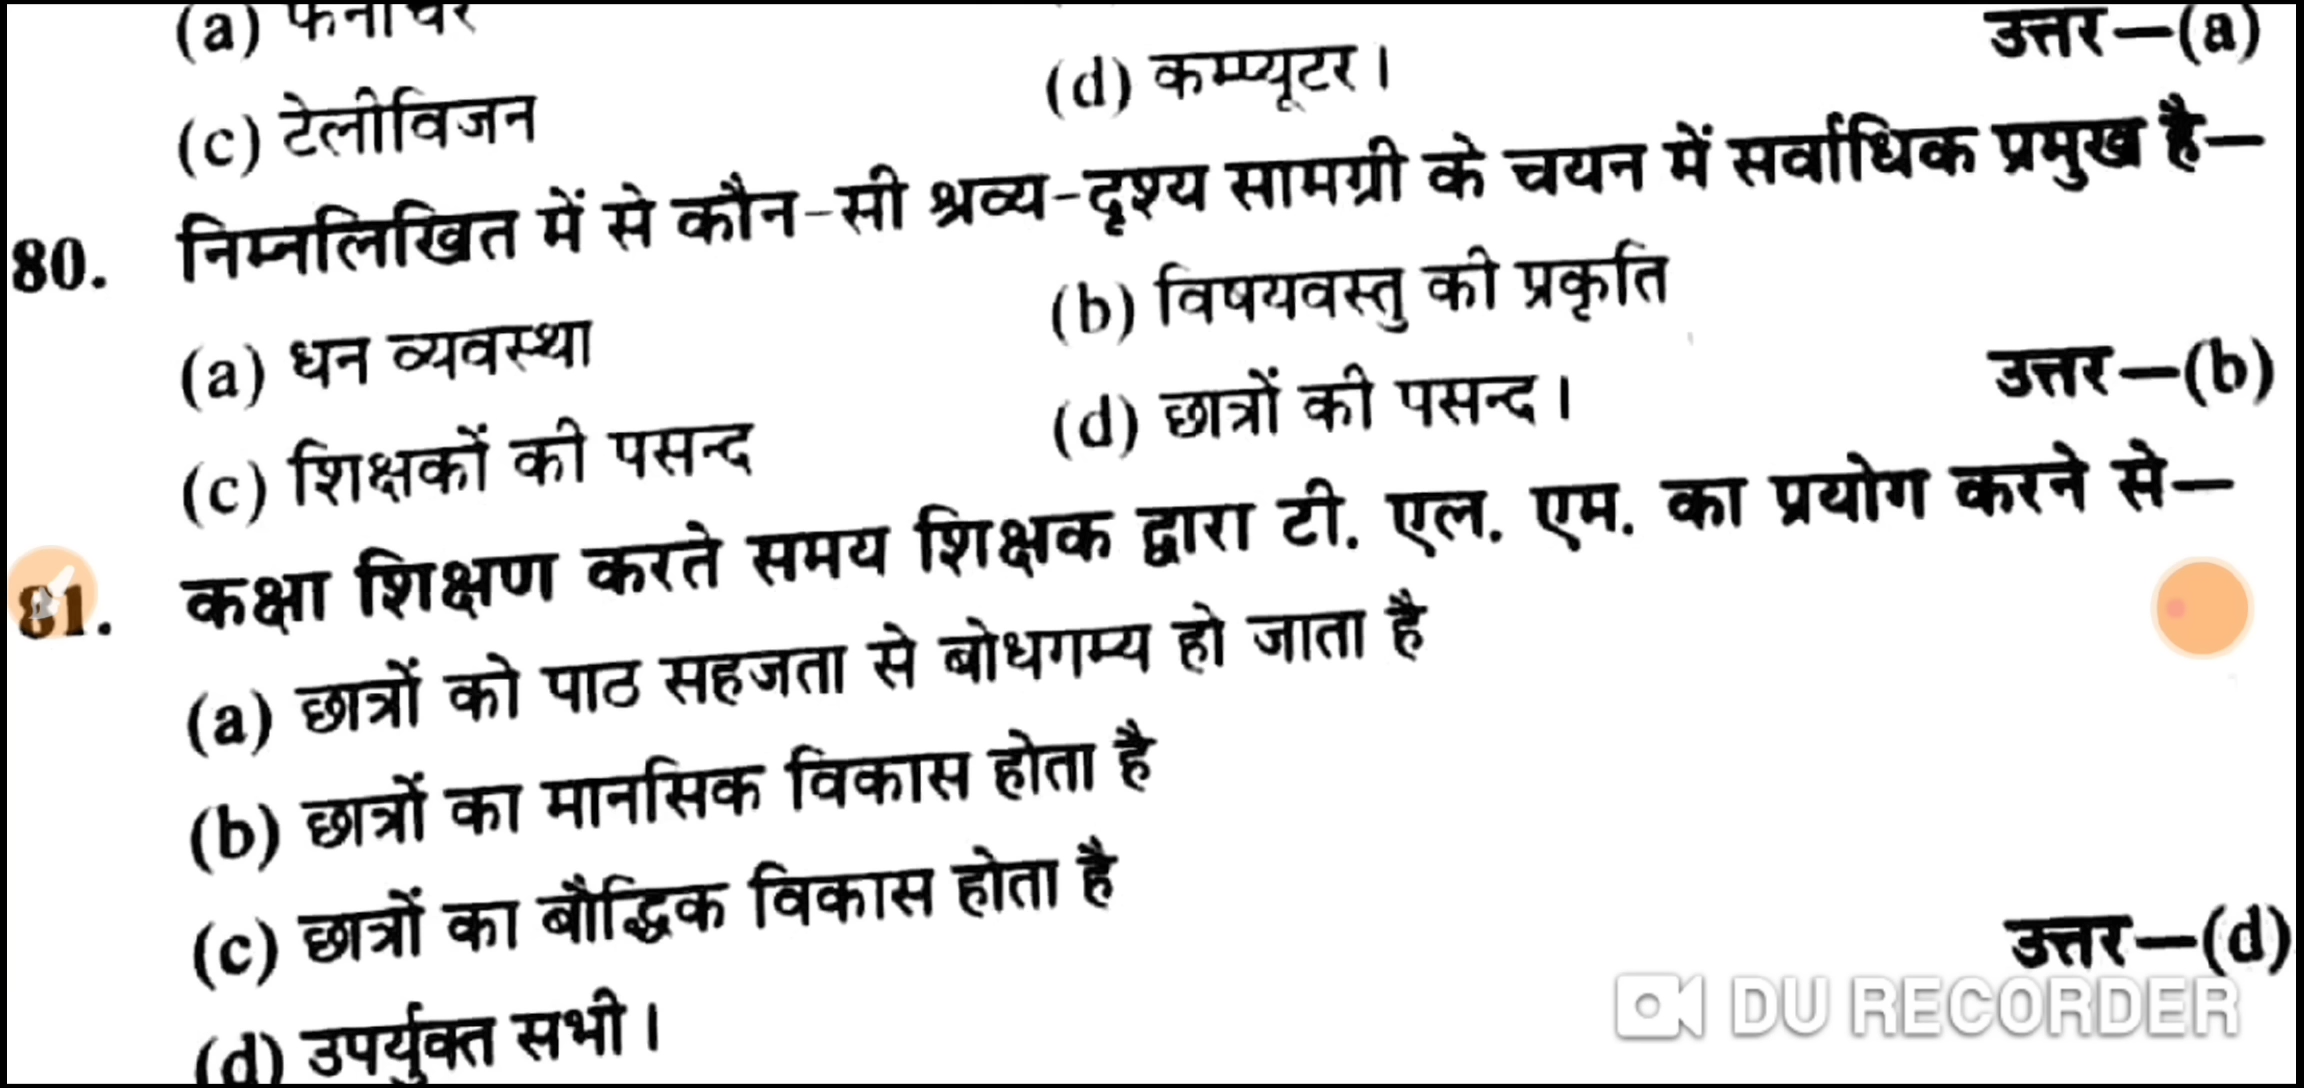 (a) फर्नीचर
उत्तर—(a)
(c) टेलीविजन (d) कम्प्यूटर।
80. निम्नलिखित में से कौन-सी श्रव्य-दृश्य सामग्री के चयन में सर्वाधिक प्रमुख है—
(a) धन व्यवस्था (b) विषयवस्तु की प्रकृति
(c) शिक्षकों की पसन्द (d) छात्रों की पसन्द। उत्तर—(b)
81. कक्षा शिक्षण करते समय शिक्षक द्वारा टी. एल. एम. का प्रयोग करने से—
(a) छात्रों को पाठ सहजता से बोधगम्य हो जाता है
(b) छात्रों का मानसिक विकास होता है
(c) छात्रों का बौद्धिक विकास होता है
(d) उपर्युक्त सभी। उत्तर—(d)
DU RECORDER